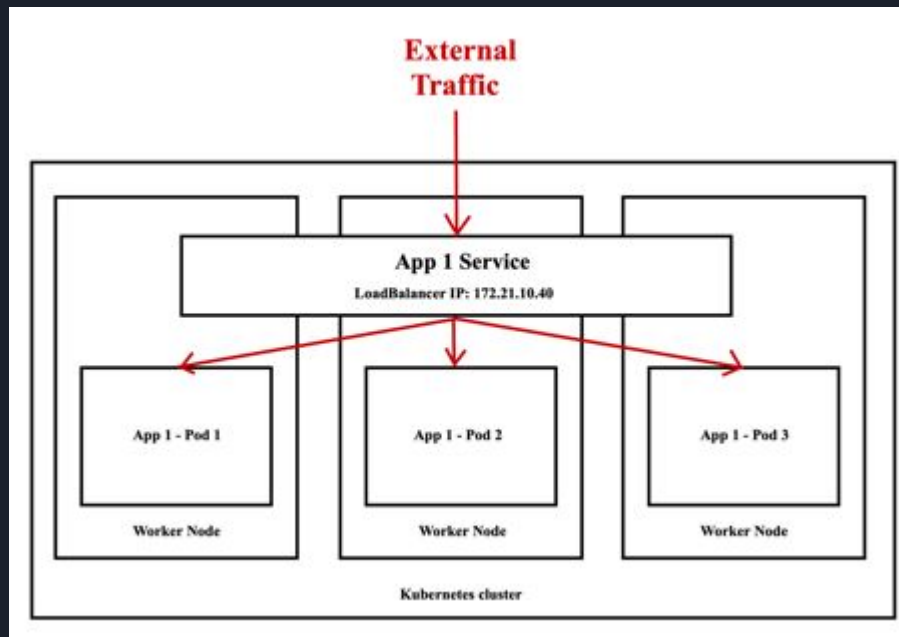 External
Traffic
App 1 Service
LoadBalancer IP: 172.21.10.40
App 1 - Pod 1
App 1 - Pod 2
App 1 - Pod 3
Worker Node
Worker Node
Worker Node
Kubernetes cluster